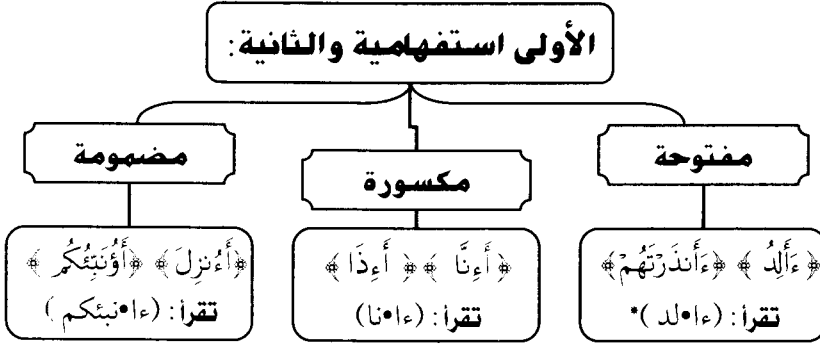 الأولى استفهامية والثانية:
مفتوحة
مكسورة
مضمومة
﴿ءَأَلِدُ﴾ ﴿ءَأَنذَرْتَهُمْ﴾
تقرأ: (ءا•لد)*
﴿أَءِنَّا﴾ ﴿أَءِذَا﴾
تقرأ: (ءا•نا)
﴿أَءُنزِلَ﴾ ﴿أَؤُنَبِّئُكُم﴾
تقرأ: (ءا•نبئكم)